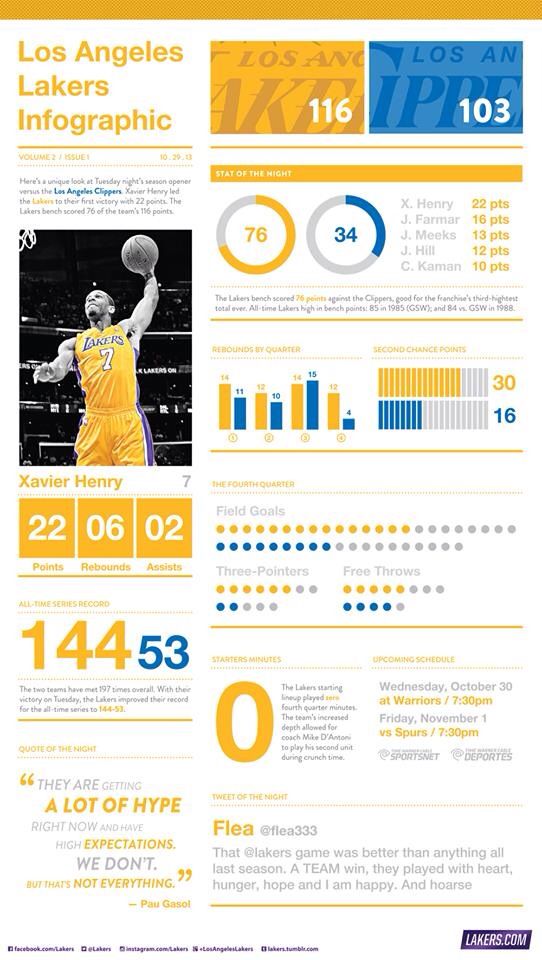 Los Angeles
Lakers
Infographic
VOLUME 2 / ISSUE 1 10 . 29 . 13
Here's a unique look at Tuesday night's season opener
versus the Los Angeles Clippers. Xavier Henry led
the Lakers to their first victory with 22 points. The
Lakers bench scored 76 of the team's 116 points.
LAKERS
7
Xavier Henry 7
22 06 02
Points Rebounds Assists
ALL-TIME SERIES RECORD
144 53
The two teams have met 197 times overall. With their
victory on Tuesday, the Lakers improved their record
for the all-time series to 144-53.
QUOTE OF THE NIGHT
“THEY ARE GETTING
A LOT OF HYPE
RIGHT NOW AND HAVE
HIGH EXPECTATIONS.
WE DON'T.
BUT THAT'S NOT EVERYTHING.”
— Pau Gasol
LOS ANG
116
LOS AN
103
STAT OF THE NIGHT
76 34
X. Henry 22 pts
J. Farmar 16 pts
J. Meeks 13 pts
J. Hill 12 pts
C. Kaman 10 pts
The Lakers bench scored 76 points against the Clippers, good for the franchise's third-hightest
total ever. All-time Lakers high in bench points: 85 in 1985 (GSW); and 84 vs. GSW in 1988.
REBOUNDS BY QUARTER
14 11 12 10 14 15 12 4
1 2 3 4
SECOND CHANCE POINTS
30
16
THE FOURTH QUARTER
Field Goals
Three-Pointers Free Throws
STARTERS MINUTES
0
The Lakers starting
lineup played zero
fourth quarter minutes.
The team's increased
depth allowed for
coach Mike D'Antoni
to play his second unit
during crunch time.
UPCOMING SCHEDULE
Wednesday, October 30
at Warriors / 7:30pm
Friday, November 1
vs Spurs / 7:30pm
TIME WARNER CABLE
SPORTSNET
TIME WARNER CABLE
DEPORTES
TWEET OF THE NIGHT
Flea @flea333
That @lakers game was better than anything all
last season. A TEAM win, they played with heart,
hunger, hope and I am happy. And hoarse
facebook.com/Lakers @Lakers instagram.com/Lakers +LosAngelesLakers lakers.tumblr.com
LAKERS.COM